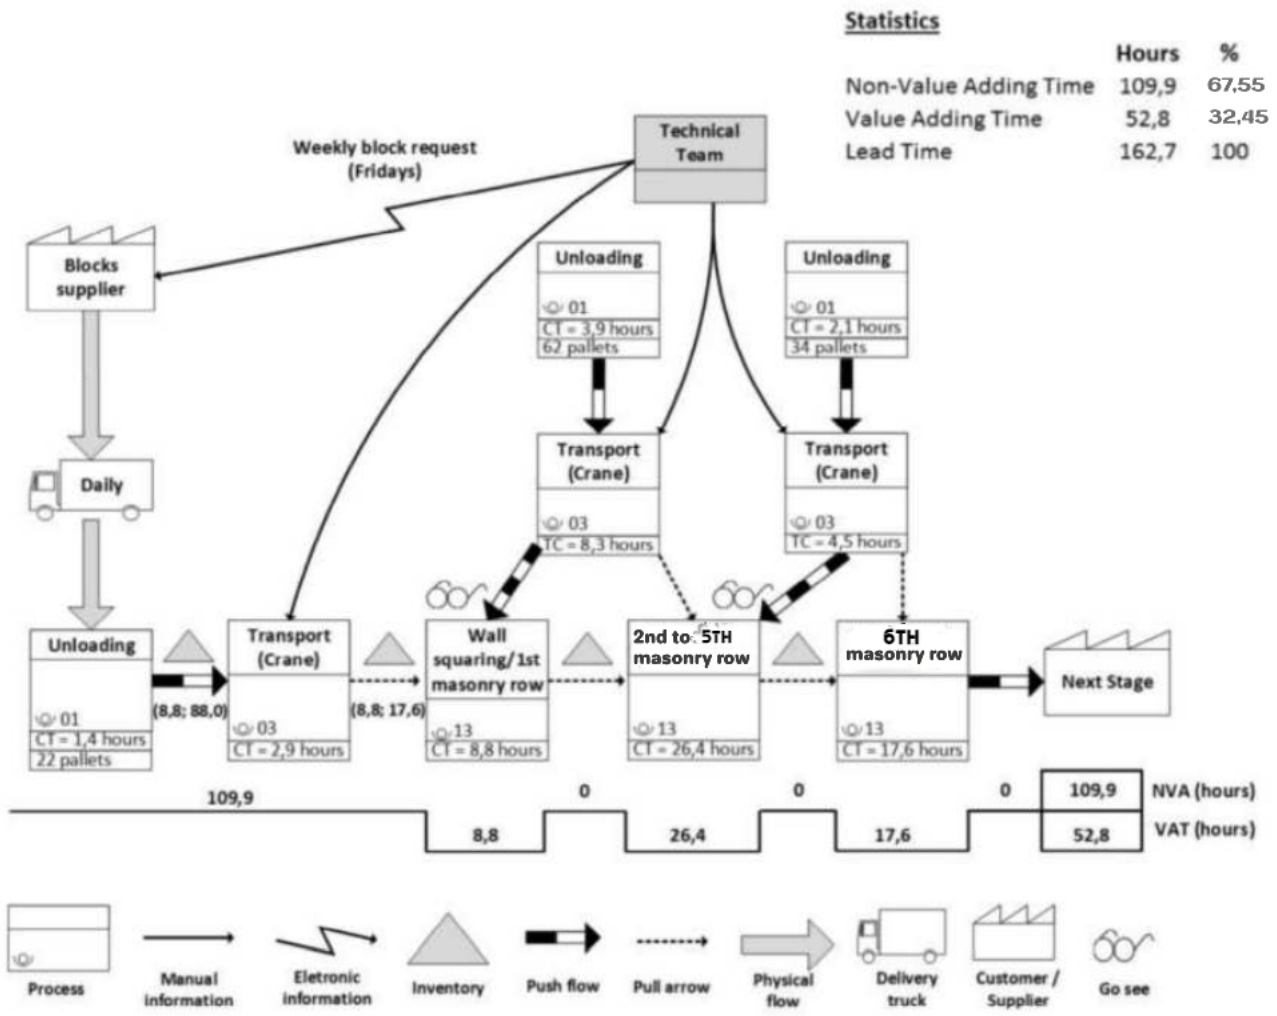 Statistics
Hours %
Non-Value Adding Time 109,9 67,55
Value Adding Time 52,8 32,45
Lead Time 162,7 100
Technical
Team
Weekly block request
(Fridays)
Blocks
supplier
Daily
Unloading
01
CT = 3,9 hours
62 pallets
Unloading
01
CT = 2,1 hours
34 pallets
Transport
(Crane)
03
TC = 8,3 hours
Transport
(Crane)
03
TC = 4,5 hours
Unloading
01
CT = 1,4 hours
22 pallets
(8,8; 88,0)
Transport
(Crane)
03
CT = 2,9 hours
(8,8; 17,6)
Wall
squaring/1st
masonry row
13
CT = 8,8 hours
2nd to: 5TH
masonry row
13
CT = 26,4 hours
6TH
masonry row
13
CT = 17,6 hours
Next Stage
109,9 0 0 0 109,9 NVA (hours)
8,8 26,4 17,6 52,8 VAT (hours)
Process
Manual
information
Eletronic
information
Inventory
Push flow
Pull arrow
Physical
flow
Delivery
truck
Customer /
Supplier
Go see